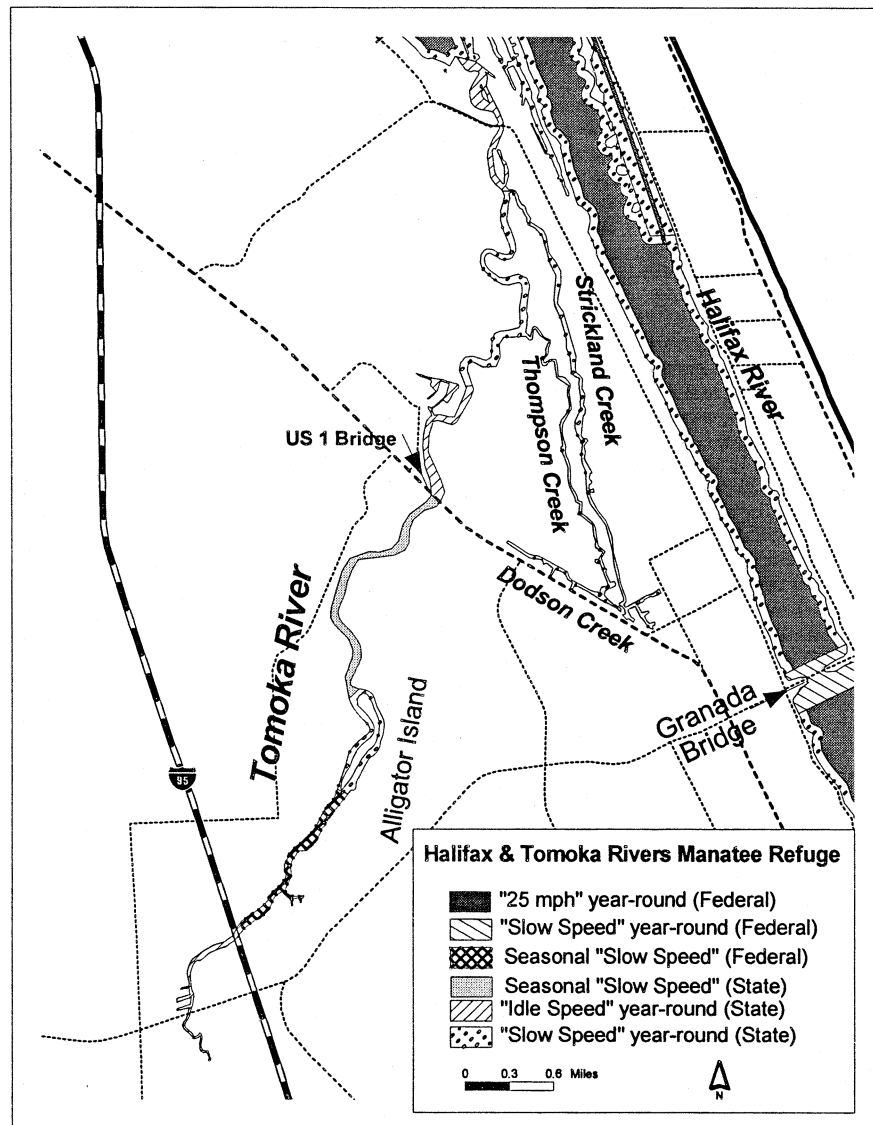 Halifax River
Strickland Creek
Thompson Creek
US 1 Bridge
Dodson Creek
Tomoka River
Alligator Island
Granada
Bridge
95
Halifax & Tomoka Rivers Manatee Refuge
"25 mph" year-round (Federal)
"Slow Speed" year-round (Federal)
Seasonal "Slow Speed" (Federal)
Seasonal "Slow Speed" (State)
"Idle Speed" year-round (State)
"Slow Speed" year-round (State)
0 0.3 0.6 Miles
N